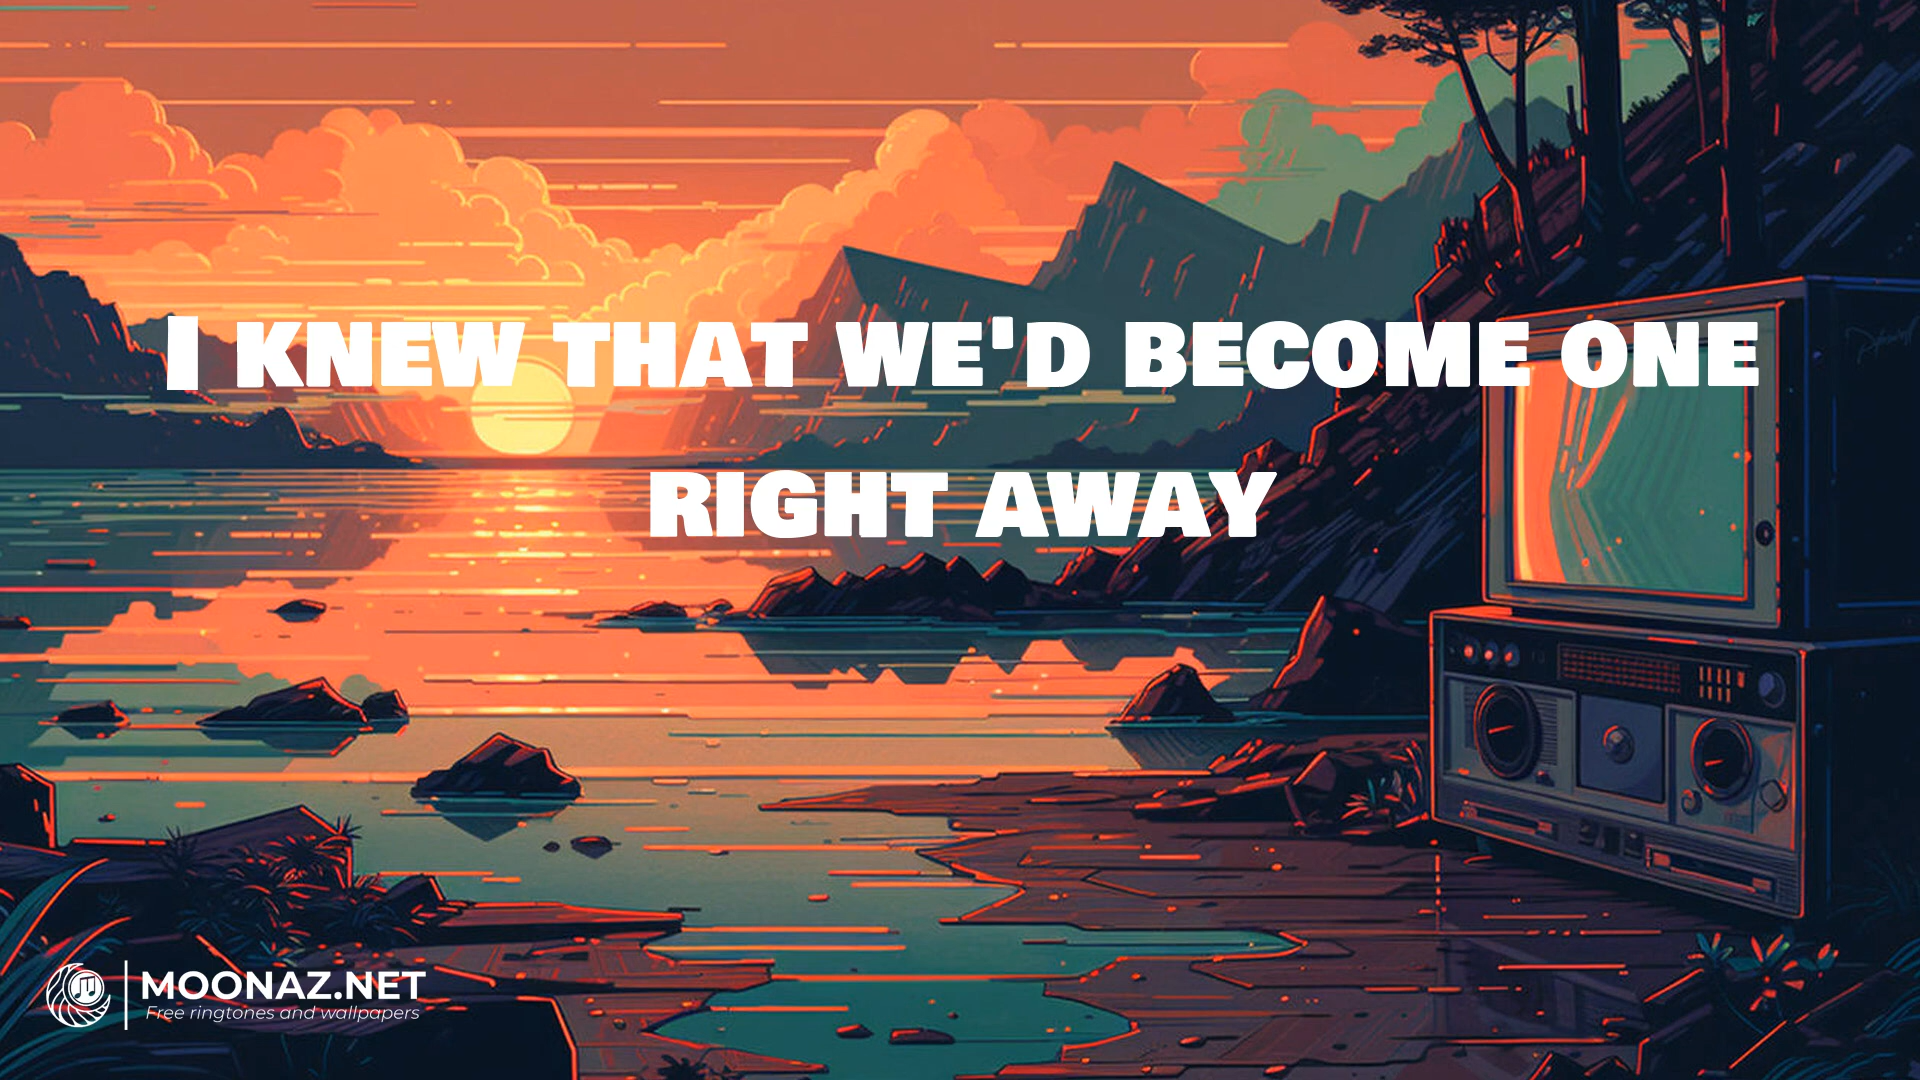 I KNEW THAT WE'D BECOME ONE
RIGHT AWAY
MOONAZ.NET
Free ringtones and wallpapers